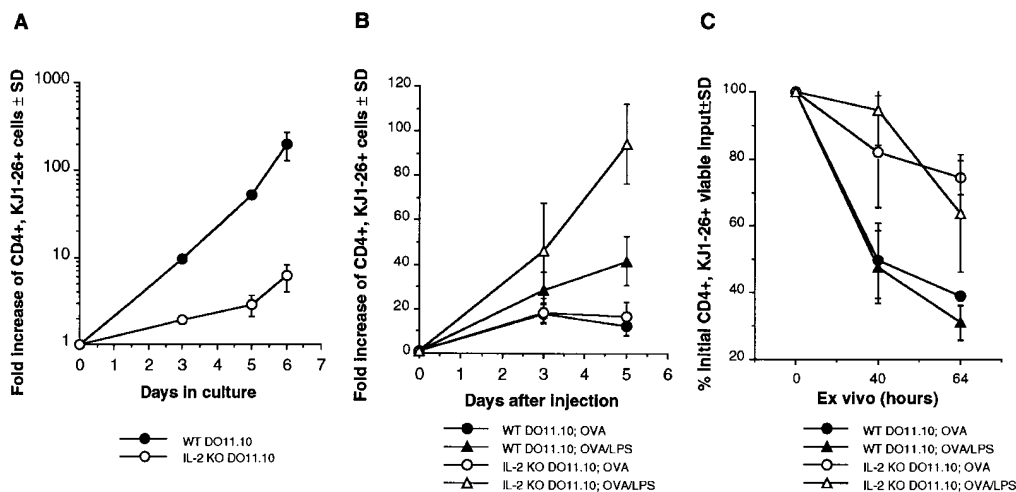 A
Fold increase of CD4+, KJ1-26+ cells ± SD
1000
100
10
1
0 1 2 3 4 5 6 7
Days in culture
WT DO11.10
IL-2 KO DO11.10
B
Fold increase of CD4+, KJ1-26+ cells ± SD
120
100
80
60
40
20
0
0 1 2 3 4 5 6
Days after injection
WT DO11.10; OVA
WT DO11.10; OVA/LPS
IL-2 KO DO11.10; OVA
IL-2 KO DO11.10; OVA/LPS
C
% Initial CD4+, KJ1-26+ viable input±SD
100
80
60
40
20
0 40 64
Ex vivo (hours)
WT DO11.10; OVA
WT DO11.10; OVA/LPS
IL-2 KO DO11.10; OVA
IL-2 KO DO11.10; OVA/LPS